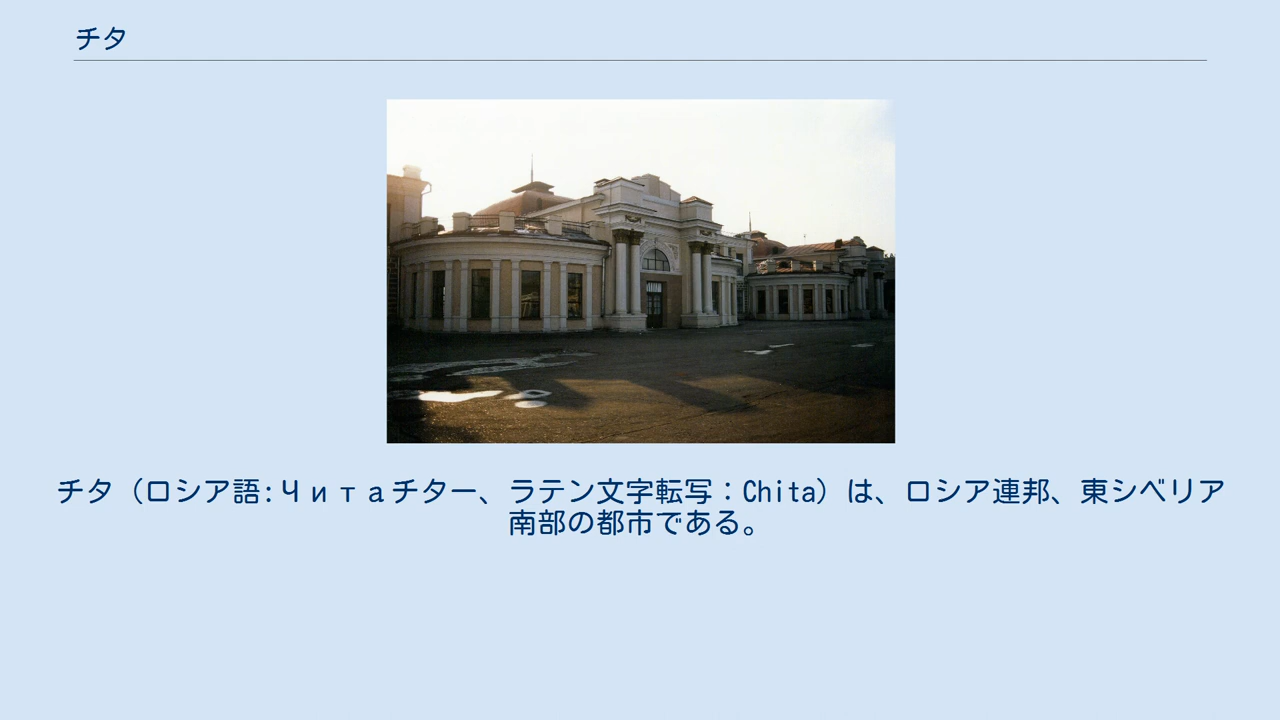 チタ
チタ（ロシア語:Читаチター、ラテン文字転写：Chita）は、ロシア連邦、東シベリア
南部の都市である。